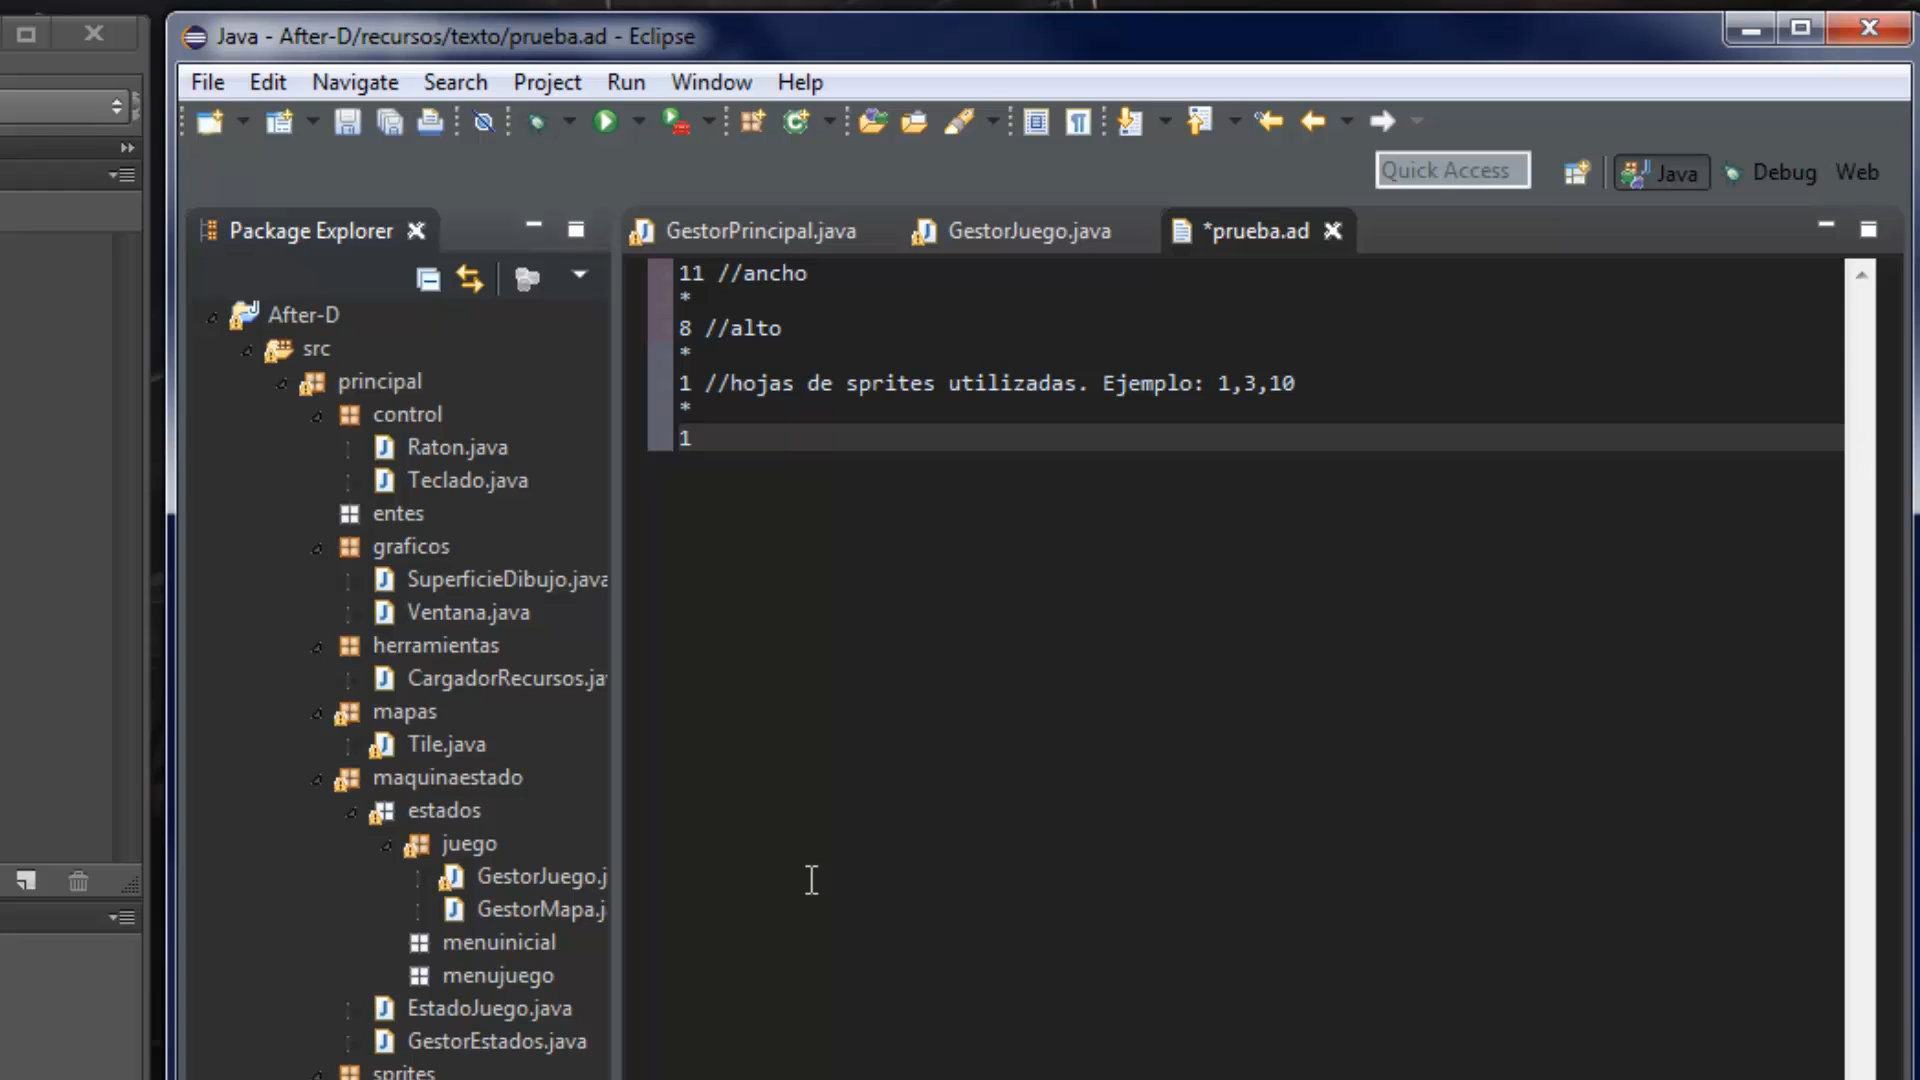 Java - After-D/recursos/texto/prueba.ad - Eclipse
File Edit Navigate Search Project Run Window Help
Quick Access
Java Debug Web
Package Explorer
GestorPrincipal.java
GestorJuego.java
*prueba.ad
11 //ancho
*
8 //alto
*
1 //hojas de sprites utilizadas. Ejemplo: 1,3,10
*
1
After-D
src
principal
control
Raton.java
Teclado.java
entes
graficos
SuperficieDibujo.java
Ventana.java
herramientas
CargadorRecursos.ja
mapas
Tile.java
maquinaestado
estados
juego
GestorJuego.j
GestorMapa.j
menuinicial
menujuego
EstadoJuego.java
GestorEstados.java
sprites